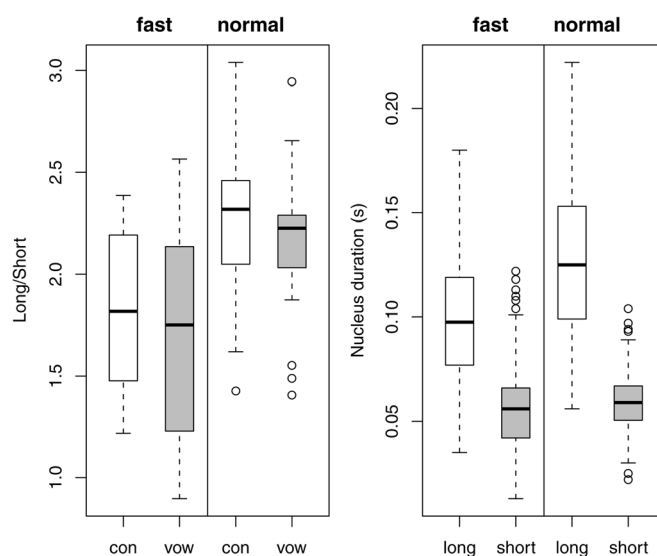 fast normal
Long/Short
3.0
2.5
2.0
1.5
1.0
con vow con vow
fast normal
Nucleus duration (s)
0.20
0.15
0.10
0.05
long short long short